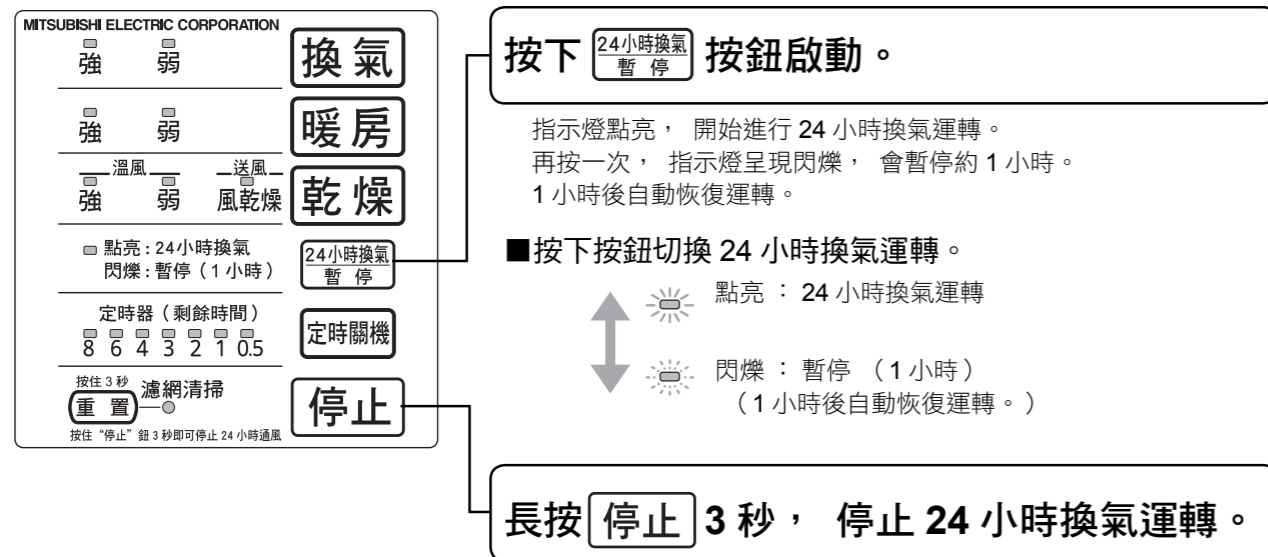 MITSUBISHI ELECTRIC CORPORATION
強 弱 換氣
強 弱 暖房
溫風 送風
強 弱 風乾燥 乾燥
點亮:24小時換氣
閃爍:暫停(1小時)
24小時換氣
暫停
定時器(剩餘時間)
8 6 4 3 2 1 0.5
定時關機
按住3秒
重置 濾網清掃
停止
按住“停止”鈕3秒即可停止24小時通風
按下 24小時換氣 暫停 按鈕啟動。
指示燈點亮, 開始進行 24 小時換氣運轉。
再按一次, 指示燈呈現閃爍, 會暫停約 1 小時。
1 小時後自動恢復運轉。
■按下按鈕切換 24 小時換氣運轉。
點亮 : 24 小時換氣運轉
閃爍 : 暫停 (1 小時)
(1 小時後自動恢復運轉。)
長按 停止 3 秒, 停止 24 小時換氣運轉。